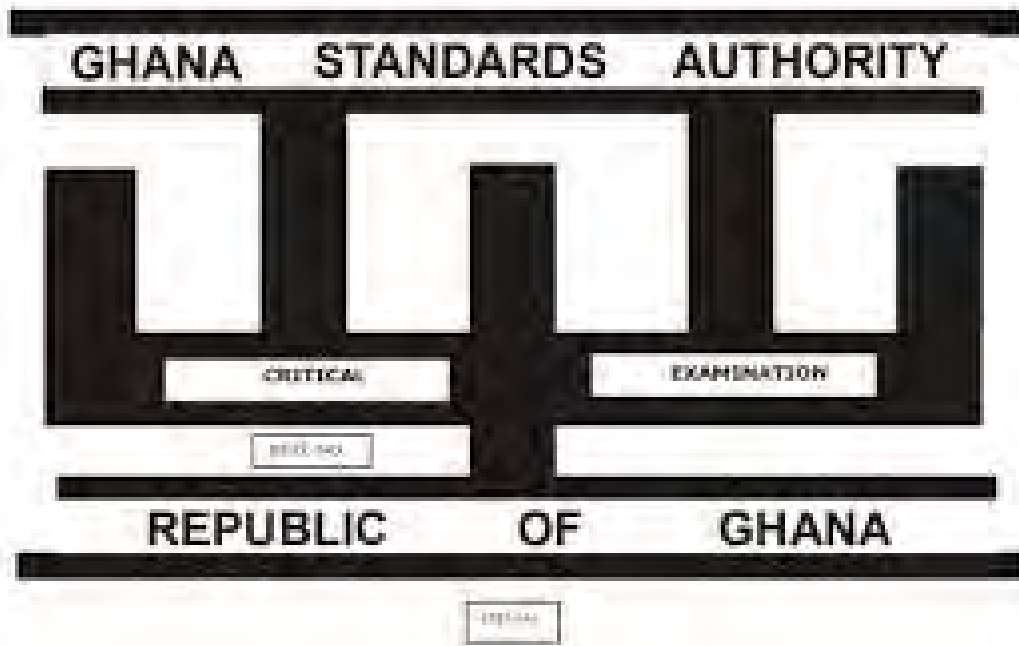 GHANA STANDARDS AUTHORITY
CRITICAL EXAMINATION
REPUBLIC OF GHANA